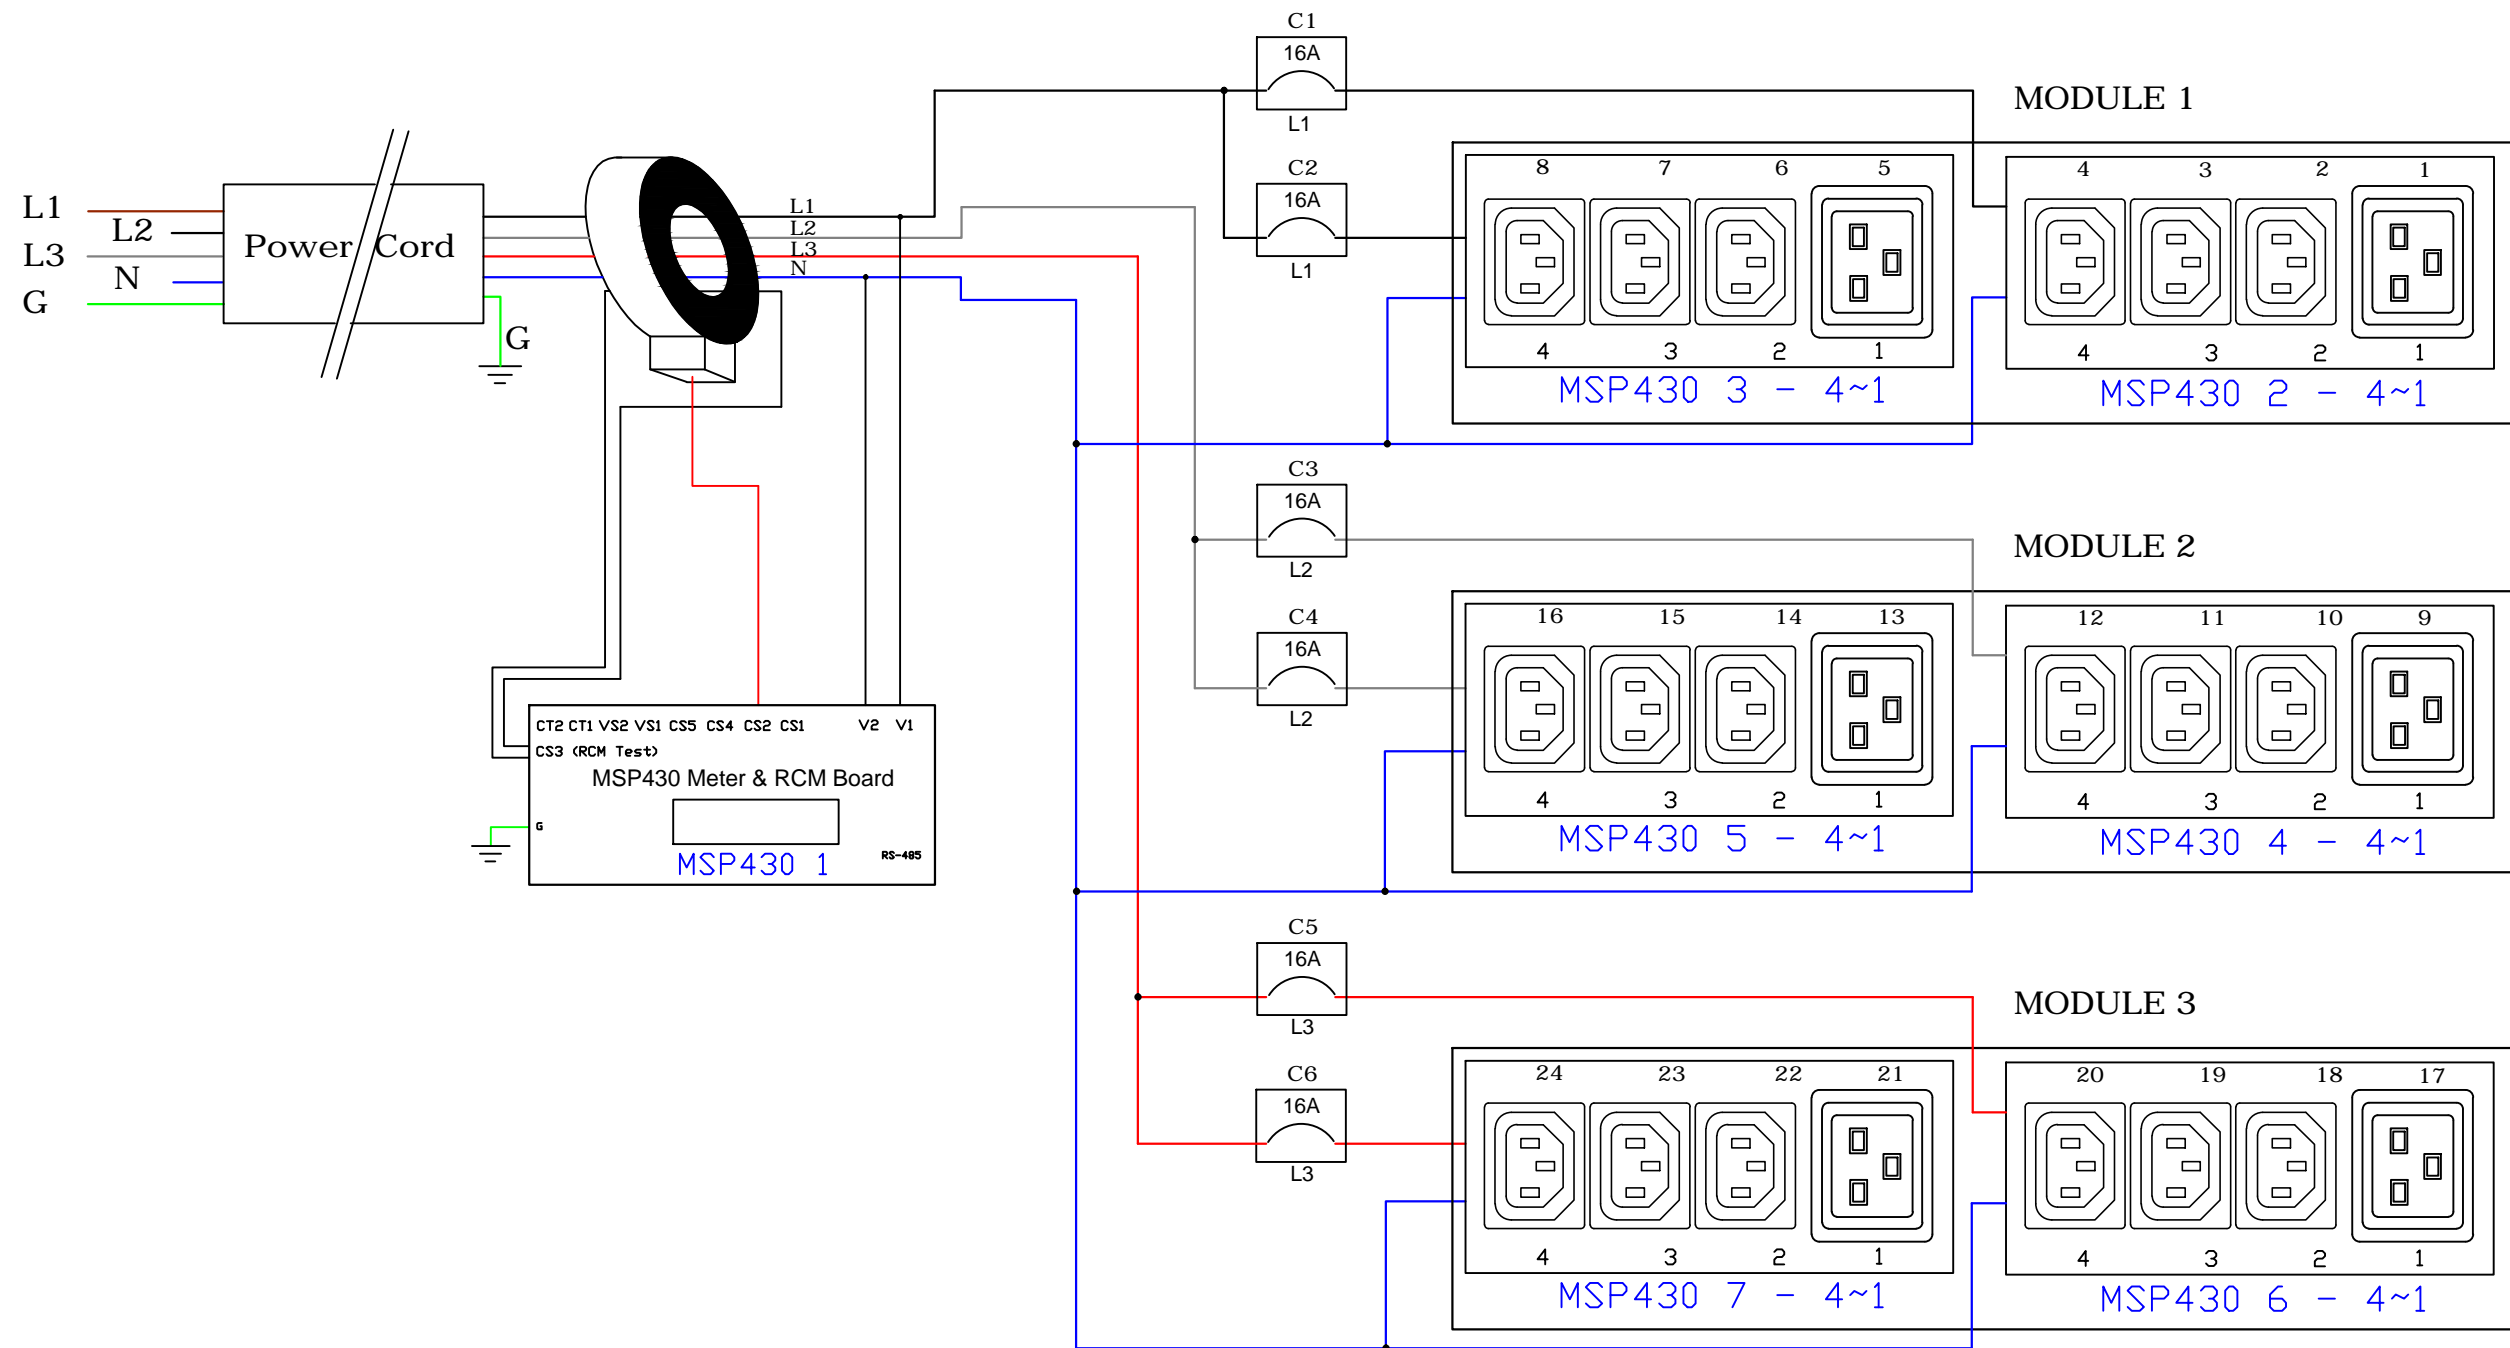 L1
L2
L3
N
G
Power Cord
G
L1
L2
L3
N
C1
16A
L1
C2
16A
L1
MODULE 1
8 7 6 5
4 3 2 1
MSP430 3 - 4~1
4 3 2 1
4 3 2 1
MSP430 2 - 4~1
C3
16A
L2
C4
16A
L2
MODULE 2
16 15 14 13
4 3 2 1
MSP430 5 - 4~1
12 11 10 9
4 3 2 1
MSP430 4 - 4~1
CT2 CT1 VS2 VS1 CS5 CS4 CS2 CS1 V2 V1
CS3 (RCM Test)
MSP430 Meter & RCM Board
G
RS-485
MSP430 1
C5
16A
L3
C6
16A
L3
MODULE 3
24 23 22 21
4 3 2 1
MSP430 7 - 4~1
20 19 18 17
4 3 2 1
MSP430 6 - 4~1